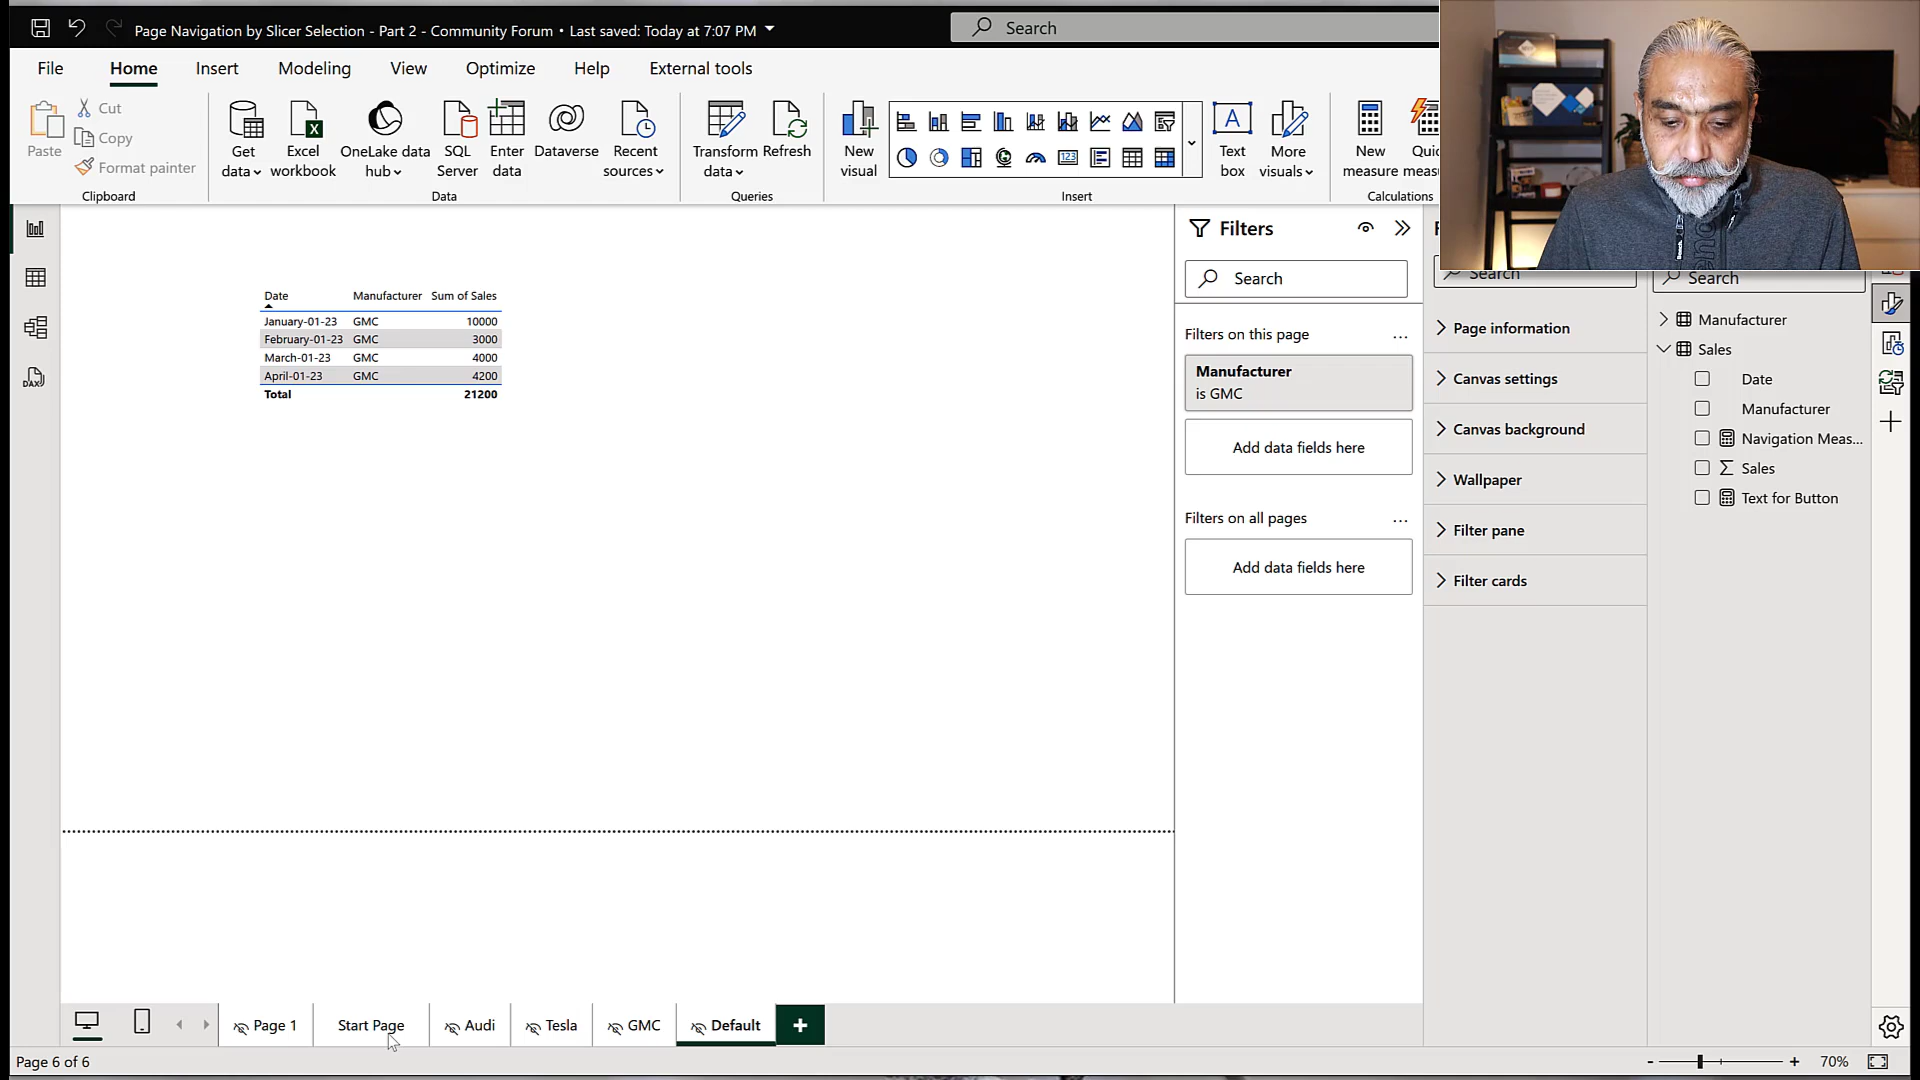 Page Navigation by Slicer Selection - Part 2 - Community Forum • Last saved: Today at 7:07 PM
Search
File Home Insert Modeling View Optimize Help External tools
Paste
Cut
Copy
Format painter
Clipboard
Get data
Excel workbook
OneLake data hub
SQL Server
Enter data
Dataverse
Recent sources
Data
Transform data
Refresh
Queries
New visual
Insert
A
Text box
More visuals
New measure
Calculations
DAX
Date Manufacturer Sum of Sales
January-01-23 GMC 10000
February-01-23 GMC 3000
March-01-23 GMC 4000
April-01-23 GMC 4200
Total 21200
Filters
Search
Filters on this page ...
Manufacturer
is GMC
Add data fields here
Filters on all pages ...
Add data fields here
Search
Page information
Canvas settings
Canvas background
Wallpaper
Filter pane
Filter cards
Search
Manufacturer
Sales
Date
Manufacturer
Navigation Meas...
Sales
Text for Button
Page 1 Start Page Audi Tesla GMC Default +
Page 6 of 6
- + 70%